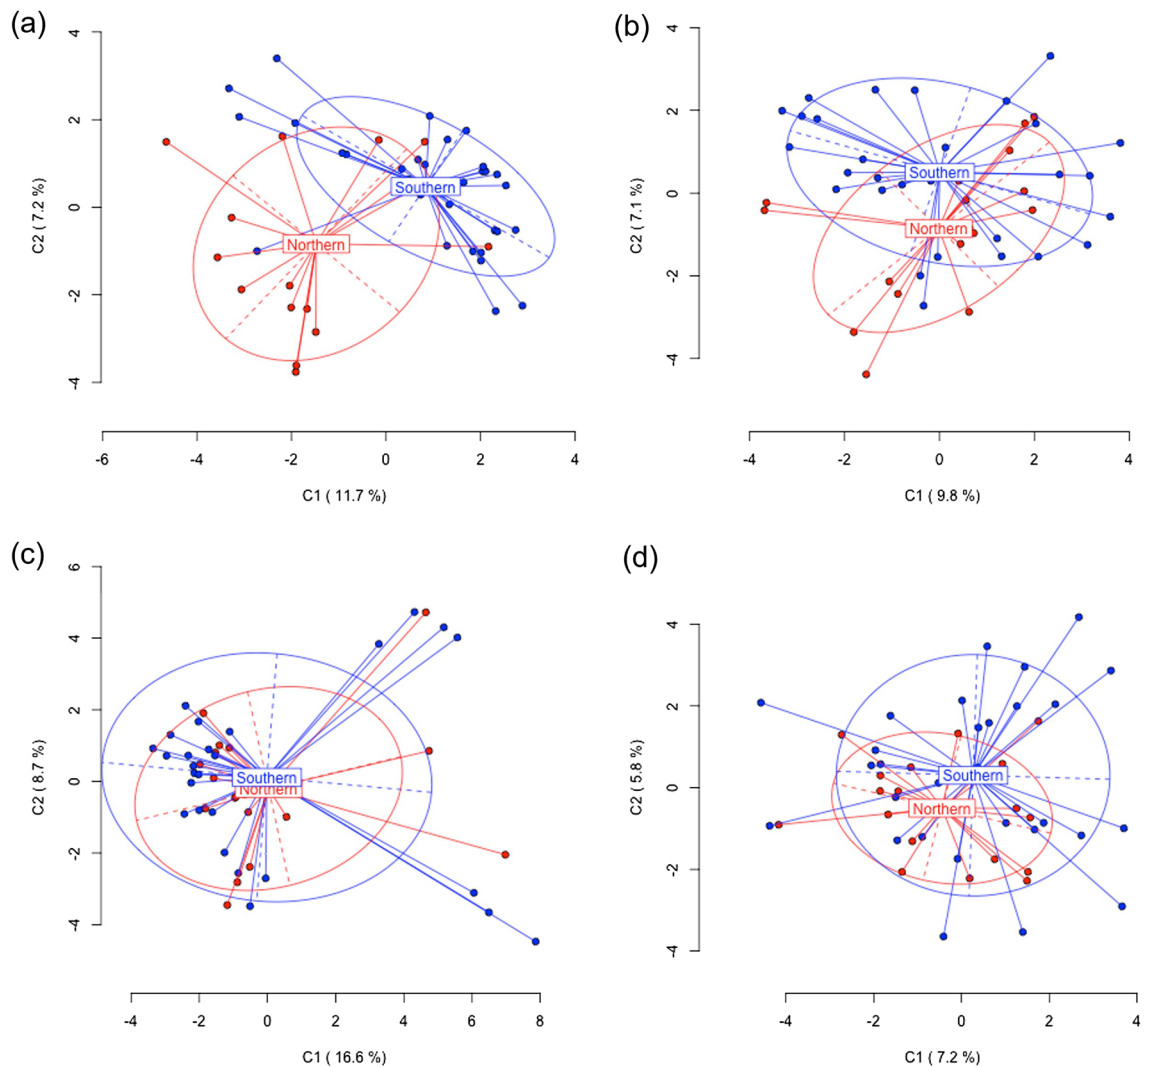 (a)
4
2
0
-2
-4
C2 ( 7.2 %)
Southern
Northern
-6 -4 -2 0 2 4
C1 ( 11.7 %)
(b)
4
2
0
-2
-4
C2 ( 7.1 %)
Southern
Northern
-4 -2 0 2 4
C1 ( 9.8 %)
(c)
6
4
2
0
-2
-4
C2 ( 8.7 %)
Southern
Northern
-4 -2 0 2 4 6 8
C1 ( 16.6 %)
(d)
4
2
0
-2
-4
C2 ( 5.8 %)
Southern
Northern
-4 -2 0 2 4
C1 ( 7.2 %)